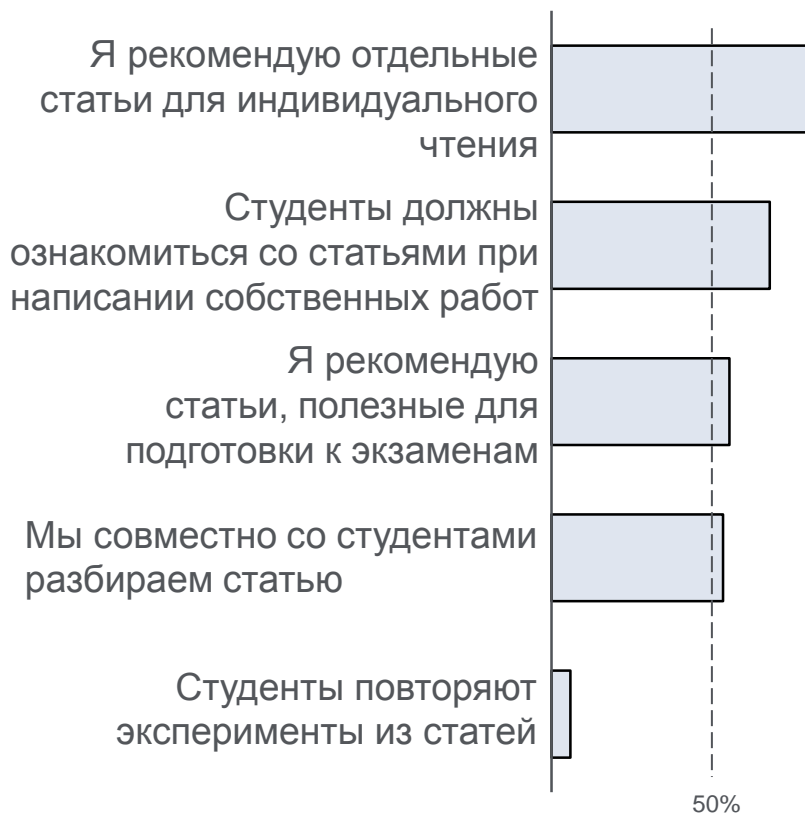 Я рекомендую отдельные
статьи для индивидуального
чтения
Студенты должны
ознакомиться со статьями при
написании собственных работ
Я рекомендую
статьи, полезные для
подготовки к экзаменам
Мы совместно со студентами
разбираем статью
Студенты повторяют
эксперименты из статей
50%